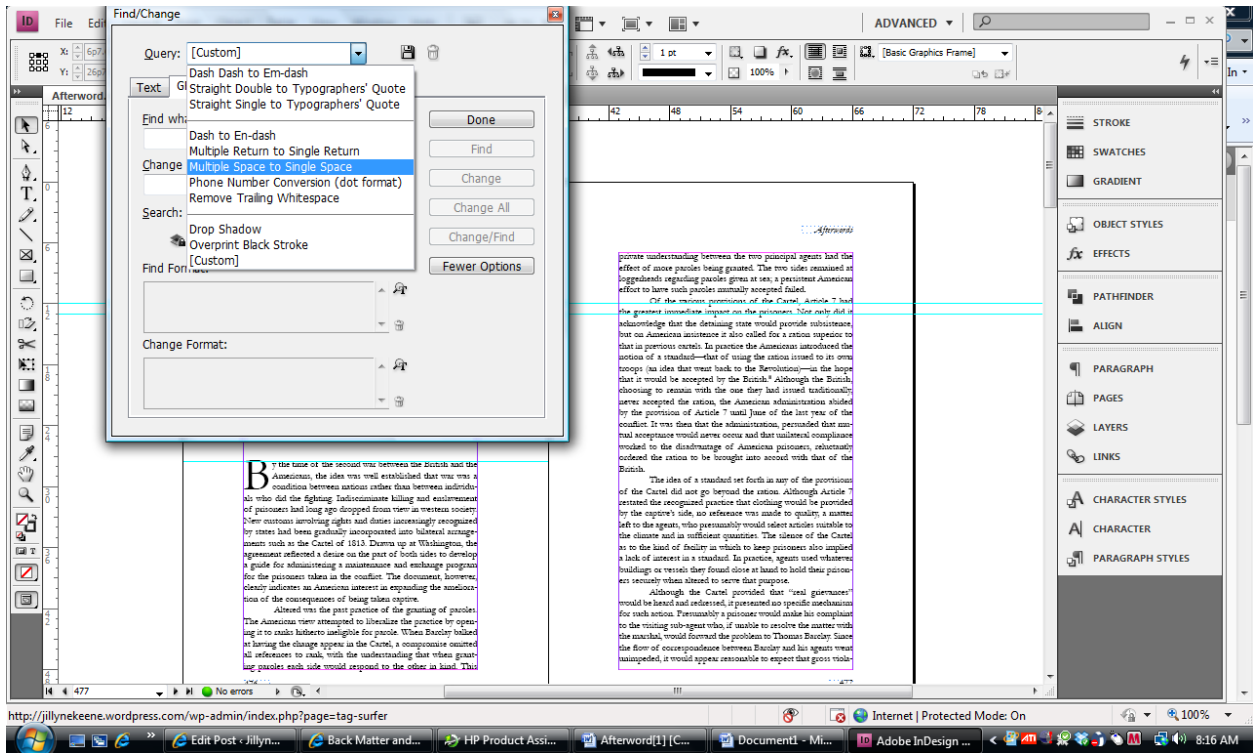 Find/Change
Query: [Custom]
Dash Dash to Em-dash
Straight Double to Typographers' Quote
Straight Single to Typographers' Quote
Dash to En-dash
Multiple Return to Single Return
Multiple Space to Single Space
Phone Number Conversion (dot format)
Remove Trailing Whitespace
Drop Shadow
Overprint Black Stroke
[Custom]
Text
Find
Change
Search:
Find
Change Format:
Done
Find
Change
Change All
Change/Find
Fewer Options
ID File
X:
Y:
1 pt
100%
[Basic Graphics Frame]
ADVANCED
In
Afterword.
12 42 48 54 60 66 72 78
STROKE
SWATCHES
GRADIENT
OBJECT STYLES
EFFECTS
PATHFINDER
ALIGN
PARAGRAPH
PAGES
LAYERS
LINKS
CHARACTER STYLES
CHARACTER
PARAGRAPH STYLES
By the time of the second war between the British and the
Americans, the idea was well established that war was a
condition between nations rather than between individu-
als who did the fighting. Indiscriminate killing and enslavement
of prisoners had long ago dropped from view in western society.
New customs involving rights and duties increasingly recognized
by states had been gradually incorporated into bilateral arrange-
ments such as the Cartel of 1813. Drawn up at Washington, the
agreement reflected a desire on the part of both sides to develop
a guide for administering a maintenance and exchange program
for the prisoners taken in the conflict. The document, however,
clearly indicates an American interest in expanding the ameliora-
tion of the consequences of being taken captive.
Altered was the past practice of the granting of paroles.
The American view attempted to liberalize the practice by open-
ing it to ranks hitherto ineligible for parole. When Barclay balked
at having the change appear in the Cartel, a compromise omitted
all references to rank, with the understanding that when grant-
ing paroles each side would respond to the other in kind. This
Afterwords
private understanding between the two principal agents had the
effect of more paroles being granted. The two sides remained at
loggerheads regarding paroles given at sea; a persistent American
effort to have such paroles mutually accepted failed.
Of the various provisions of the Cartel, Article 7 had
the greatest immediate impact on the prisoners. Not only did it
acknowledge that the detaining state would provide subsistence,
but on American insistence it also called for a ration superior to
that in previous cartels. In practice the Americans introduced the
notion of a standard—that of using the ration issued to its own
troops (an idea that went back to the Revolution)—in the hope
that it would be accepted by the British. Although the British,
choosing to remain with the one they had issued traditionally,
never accepted the ration, the American administration abided
by the provision of Article 7 until June of the last year of the
conflict. It was then that the administration, persuaded that mu-
tual acceptance would never occur and that unilateral compliance
worked to the disadvantage of American prisoners, reluctantly
ordered the ration to be brought into accord with that of the
British.
The idea of a standard set forth in any of the provisions
of the Cartel did not go beyond the ration. Although Article 7
restated the recognized practice that clothing would be provided
by the captive's side, no reference was made to quality, a matter
left to the agents, who presumably would select articles suitable to
the climate and in sufficient quantities. The silence of the Cartel
as to the kind of facility in which to keep prisoners also implied
a lack of interest in a standard. In practice, agents used whatever
buildings or vessels they found close at hand to hold their prison-
ers securely when altered to serve that purpose.
Although the Cartel provided that “real grievances”
would be heard and redressed, it presented no specific mechanism
for such action. Presumably a prisoner would make his complaint
to the visiting sub-agent who, if unable to resolve the matter with
the marshal, would forward the problem to Thomas Barclay. Since
the flow of correspondence between Barclay and his agents went
unimpeded, it would appear reasonable to expect that gross viola-
477
No errors
http://jillynekeene.wordpress.com/wp-admin/index.php?page=tag-surfer
Internet | Protected Mode: On
100%
Edit Post ‹ Jillyn...
Back Matter and...
HP Product Assi...
Afterword[1] [C...
Document1 - Mi...
Adobe InDesign ...
8:16 AM